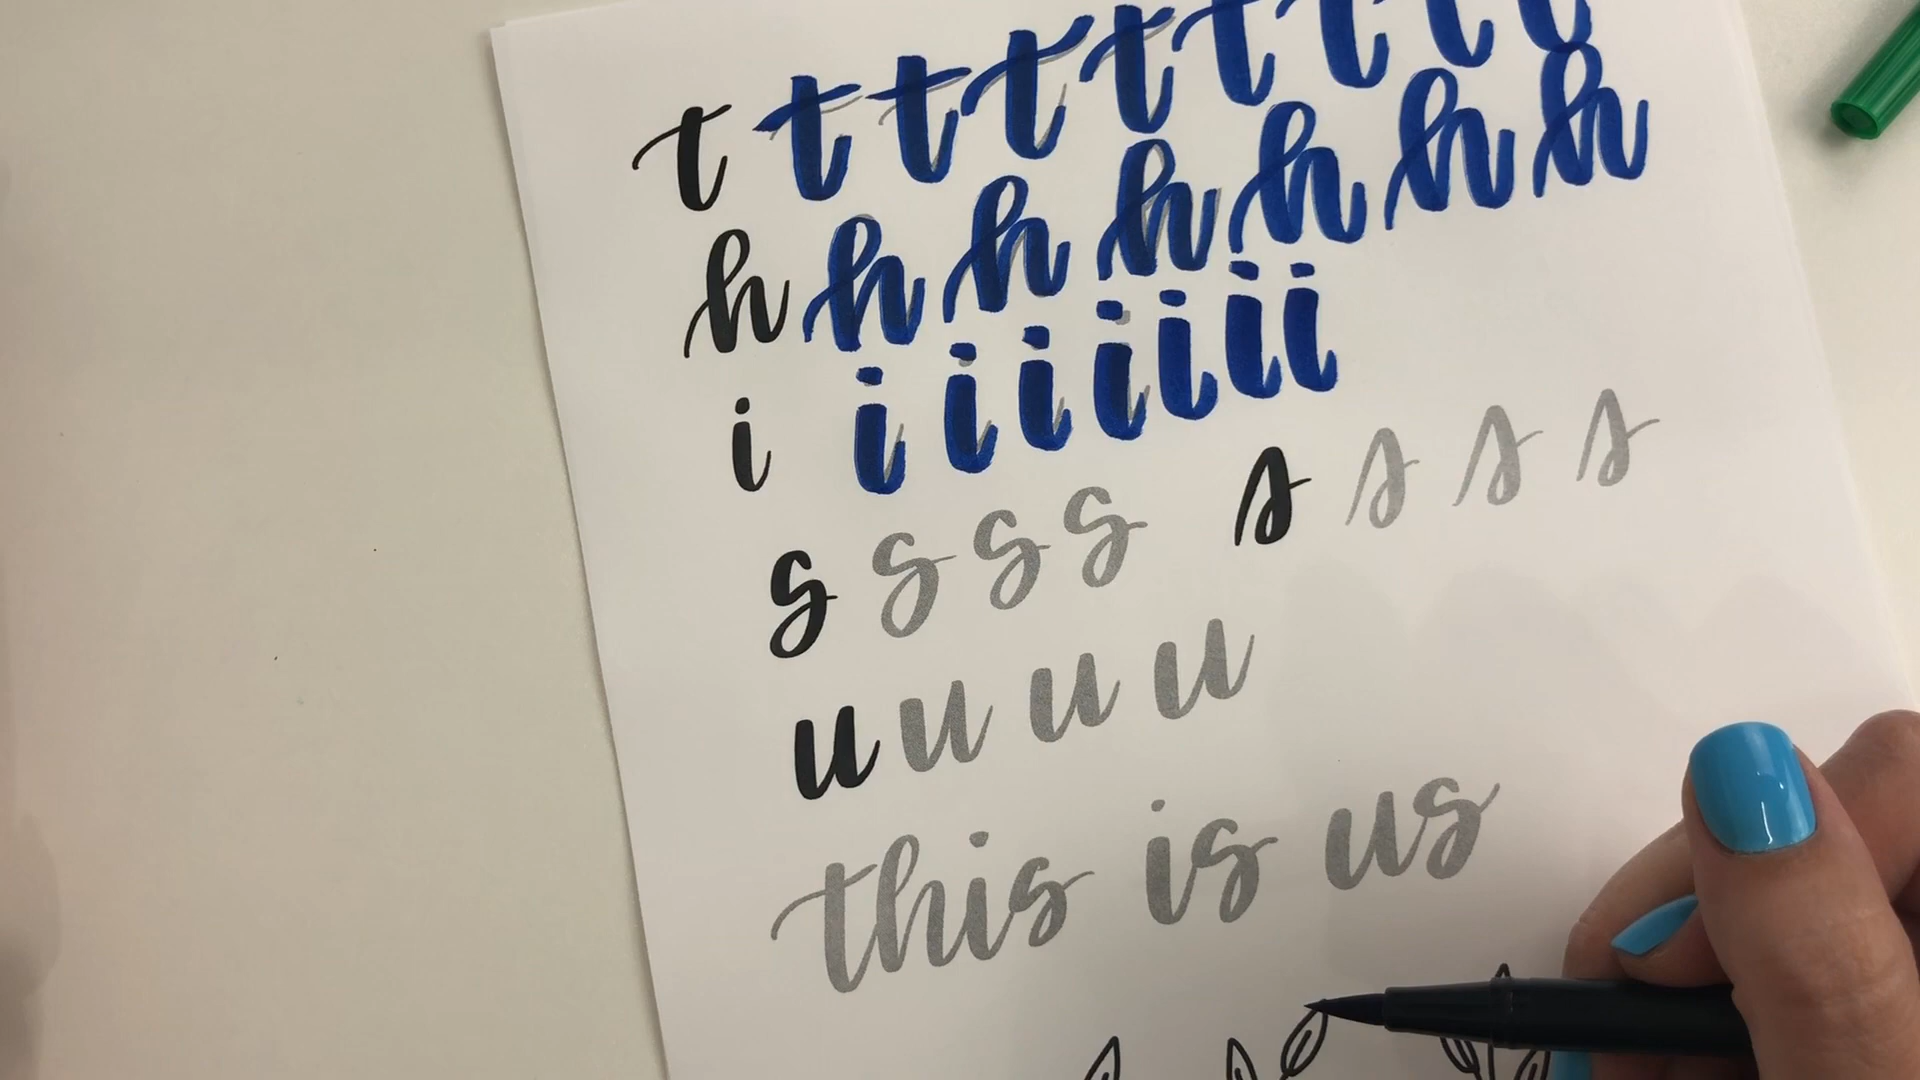 t t t t t t t t t
h h h h h h h
i i i i i i i i
s s s s s s s s
u u u u
this is us